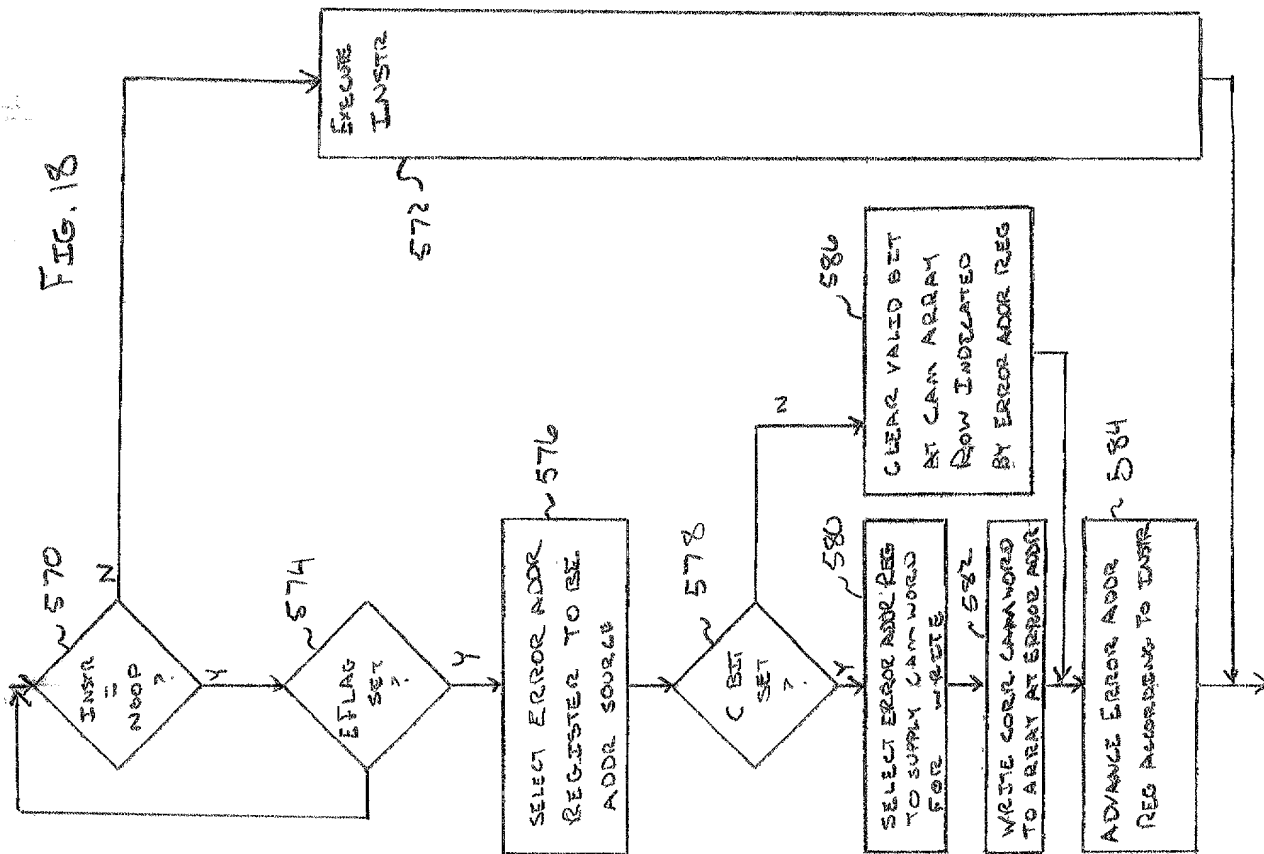 FIG. 18
570
INSTR
=
NOOP
?
N
Y
572
EXECUTE
INSTR
574
EFLAG
SET
?
Y
576
SELECT ERROR ADDR
REGISTER TO BE
ADDR SOURCE
578
C BIT
SET
?
N
Y
580
SELECT ERROR ADDR REG
TO SUPPLY CAM WORD
FOR WRITE
582
WRITE CORR. CAM WORD
TO ARRAY AT ERROR ADDR
586
CLEAR VALID BIT
AT CAM ARRAY
ROW INDICATED
BY ERROR ADDR REG
584
ADVANCE ERROR ADDR
REG ACCORDING TO INSTR